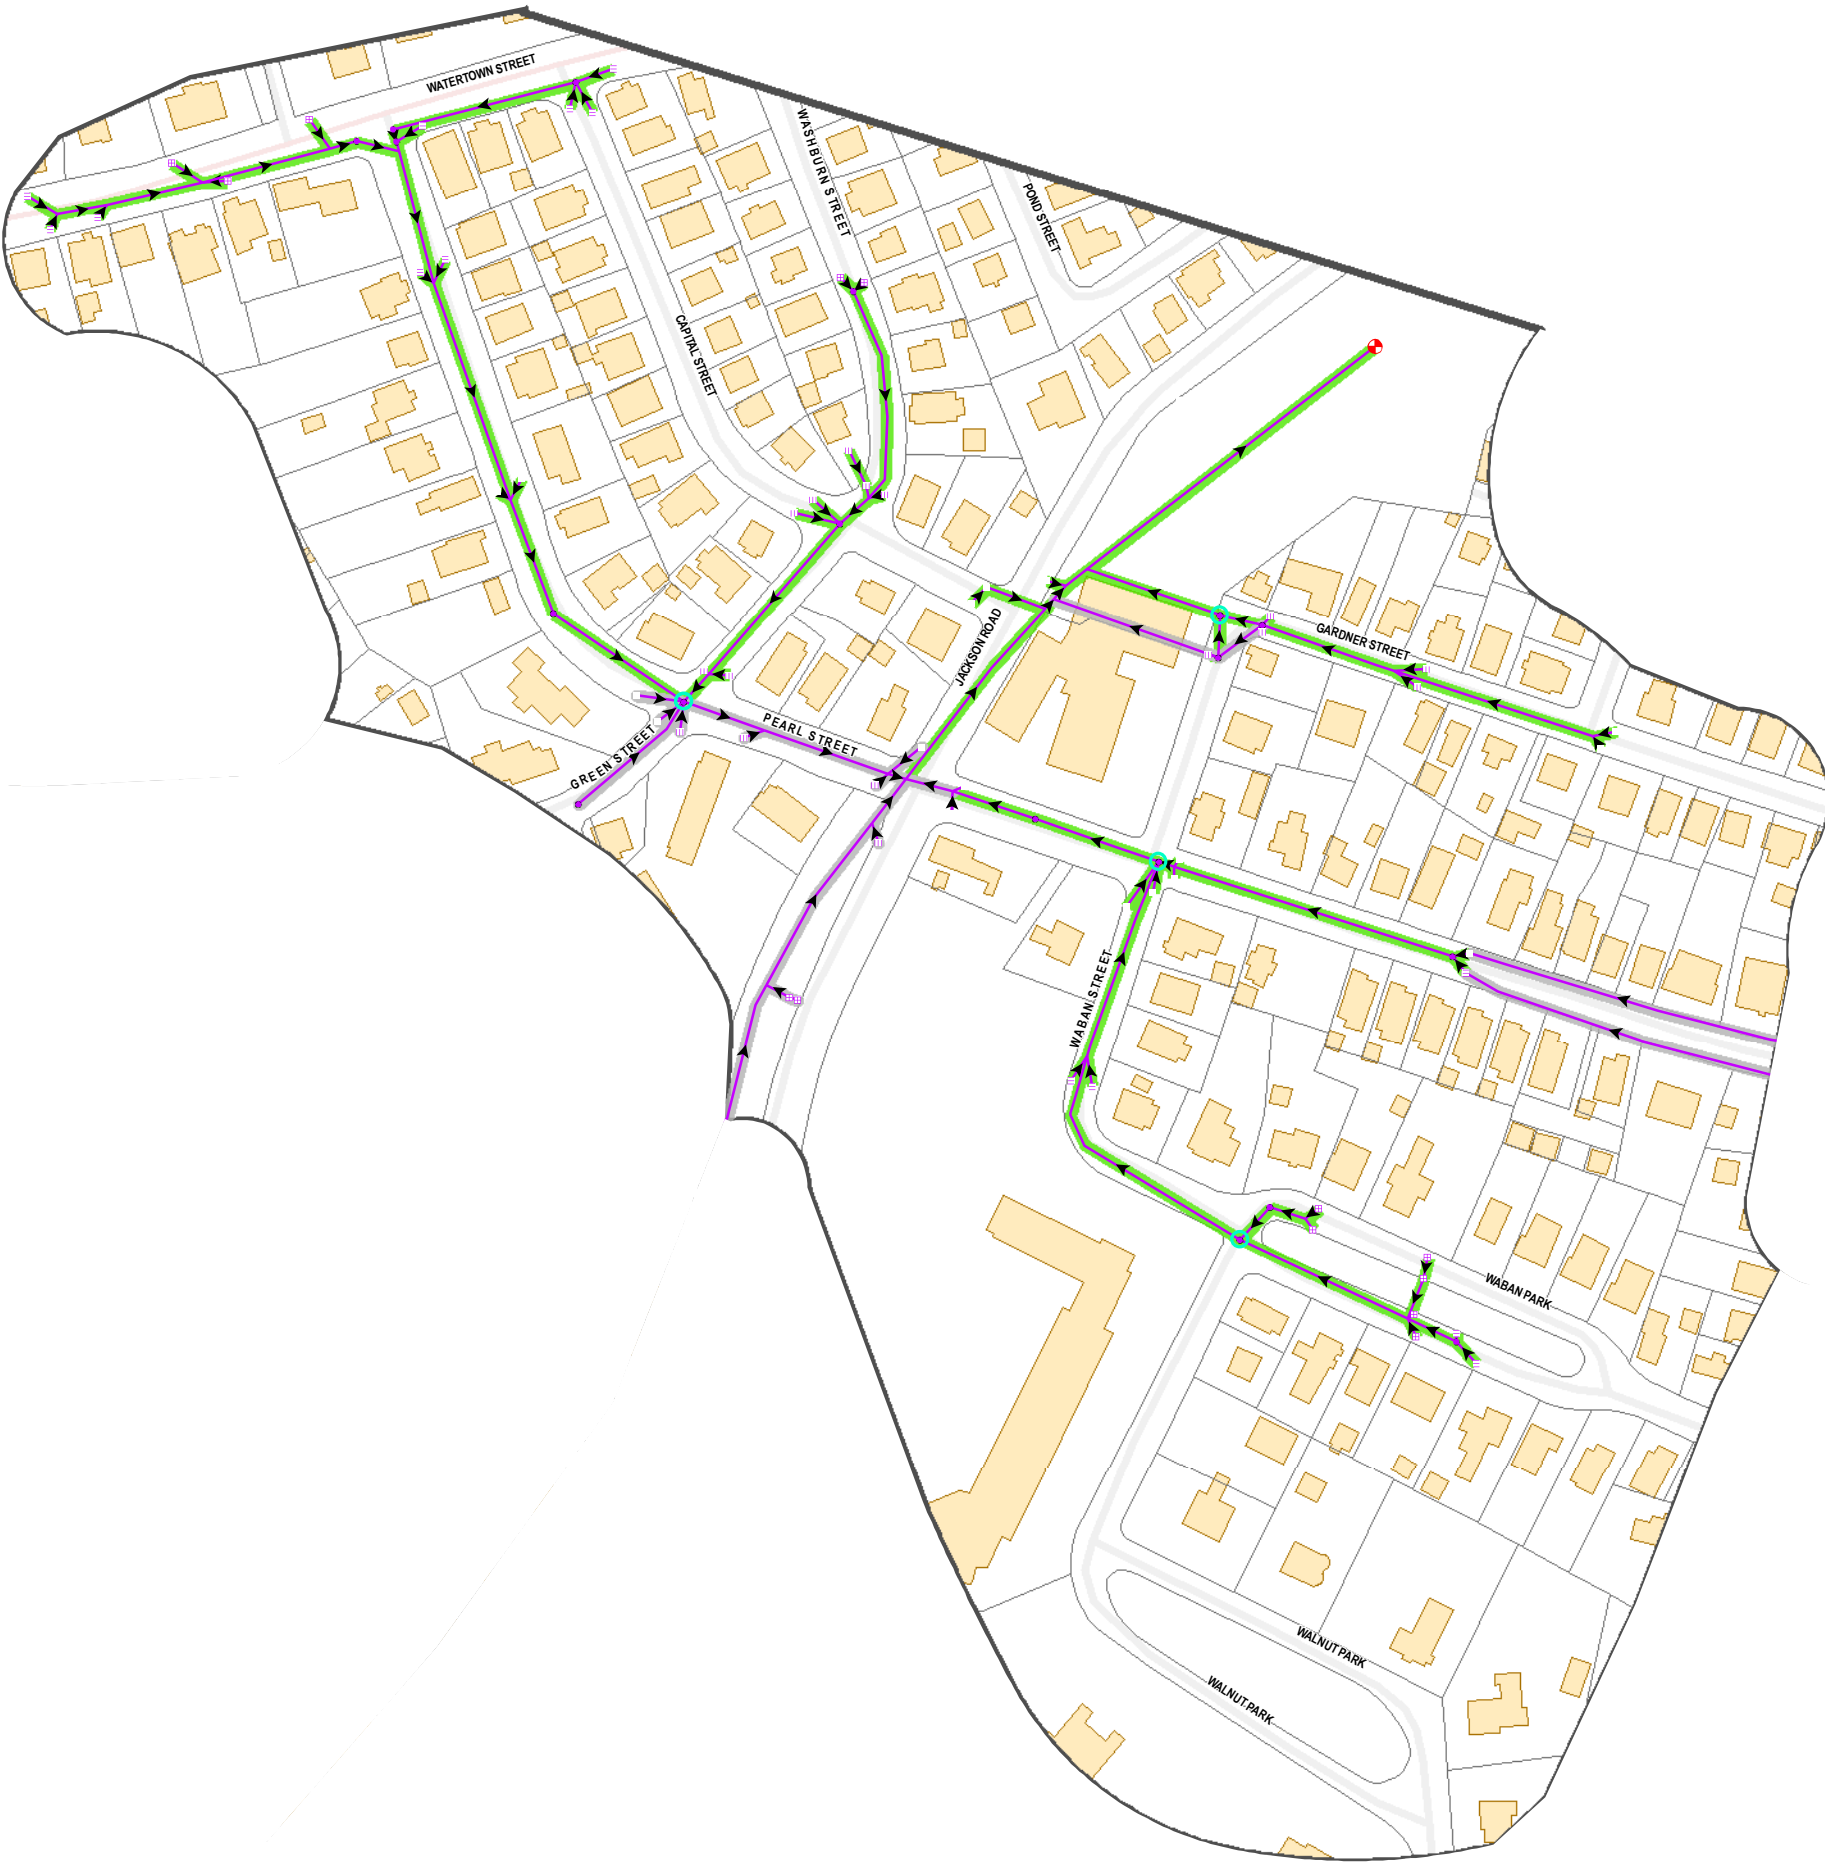 WATERTOWN STREET
WASHBURN STREET
POND STREET
CAPITAL STREET
JACKSON ROAD
GARDNER STREET
PEARL STREET
GREEN STREET
WABAN STREET
WABAN PARK
WALNUT PARK
WALNUT PARK